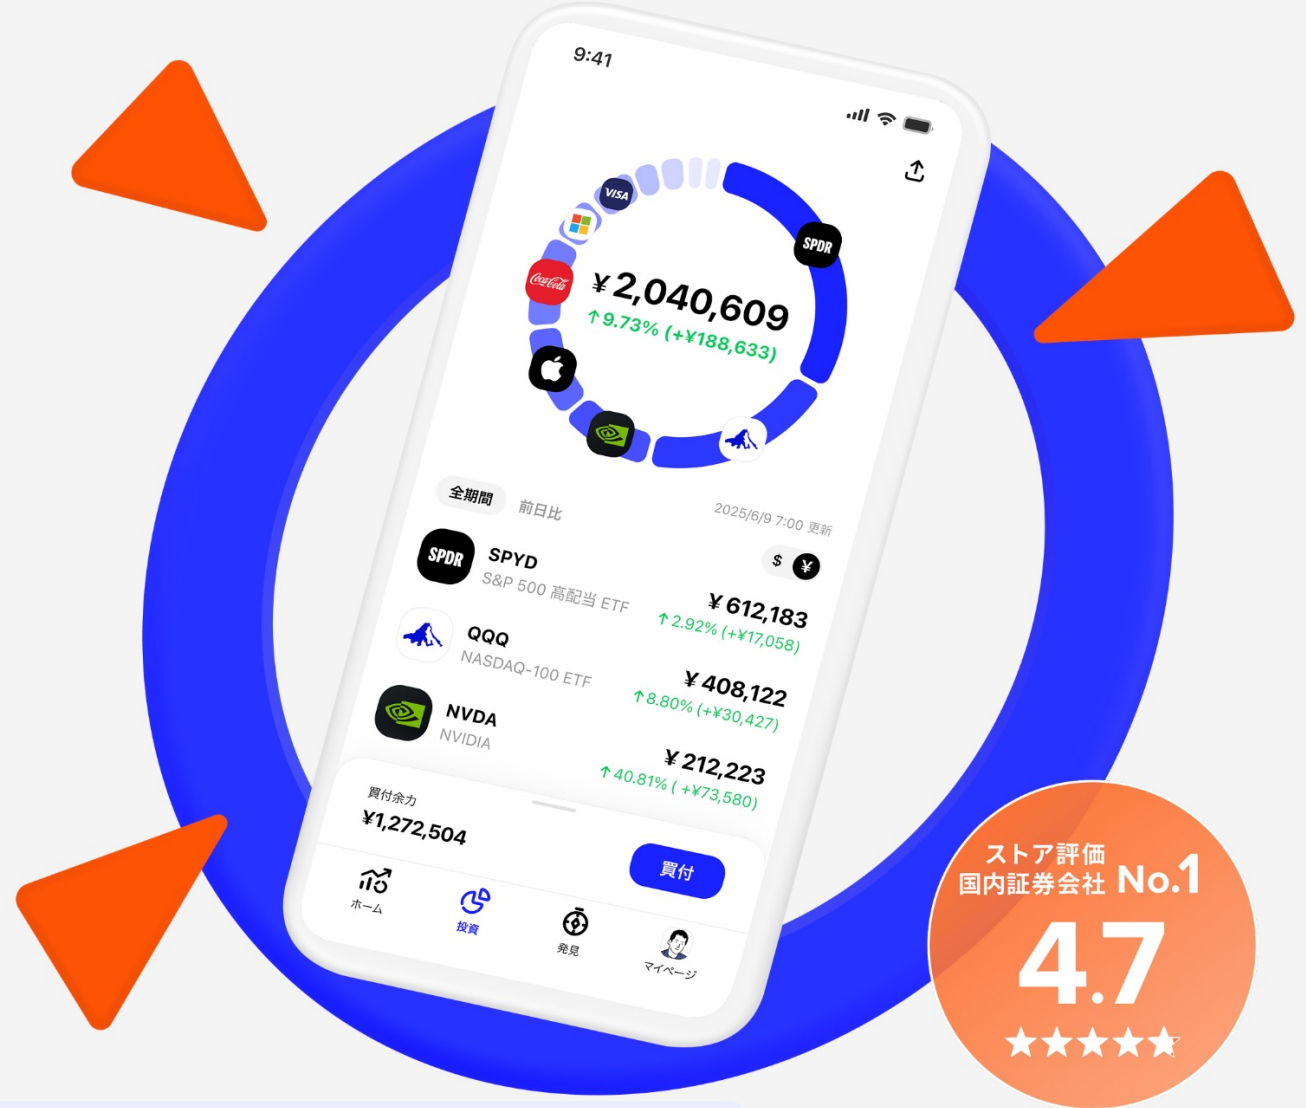 9:41
VISA
SPDR
Coca-Cola
¥2,040,609
↑9.73% (+¥188,633)
全期間 前日比
2025/6/9 7:00 更新
$ ¥
SPDR
SPYD
S&P 500 高配当 ETF
¥612,183
↑2.92% (+¥17,058)
QQQ
NASDAQ-100 ETF
¥408,122
↑8.80% (+¥30,427)
NVDA
NVIDIA
¥212,223
↑40.81% ( +¥73,580)
買付余力
¥1,272,504
買付
ホーム
投資
発見
マイページ
ストア評価
国内証券会社 No.1
4.7